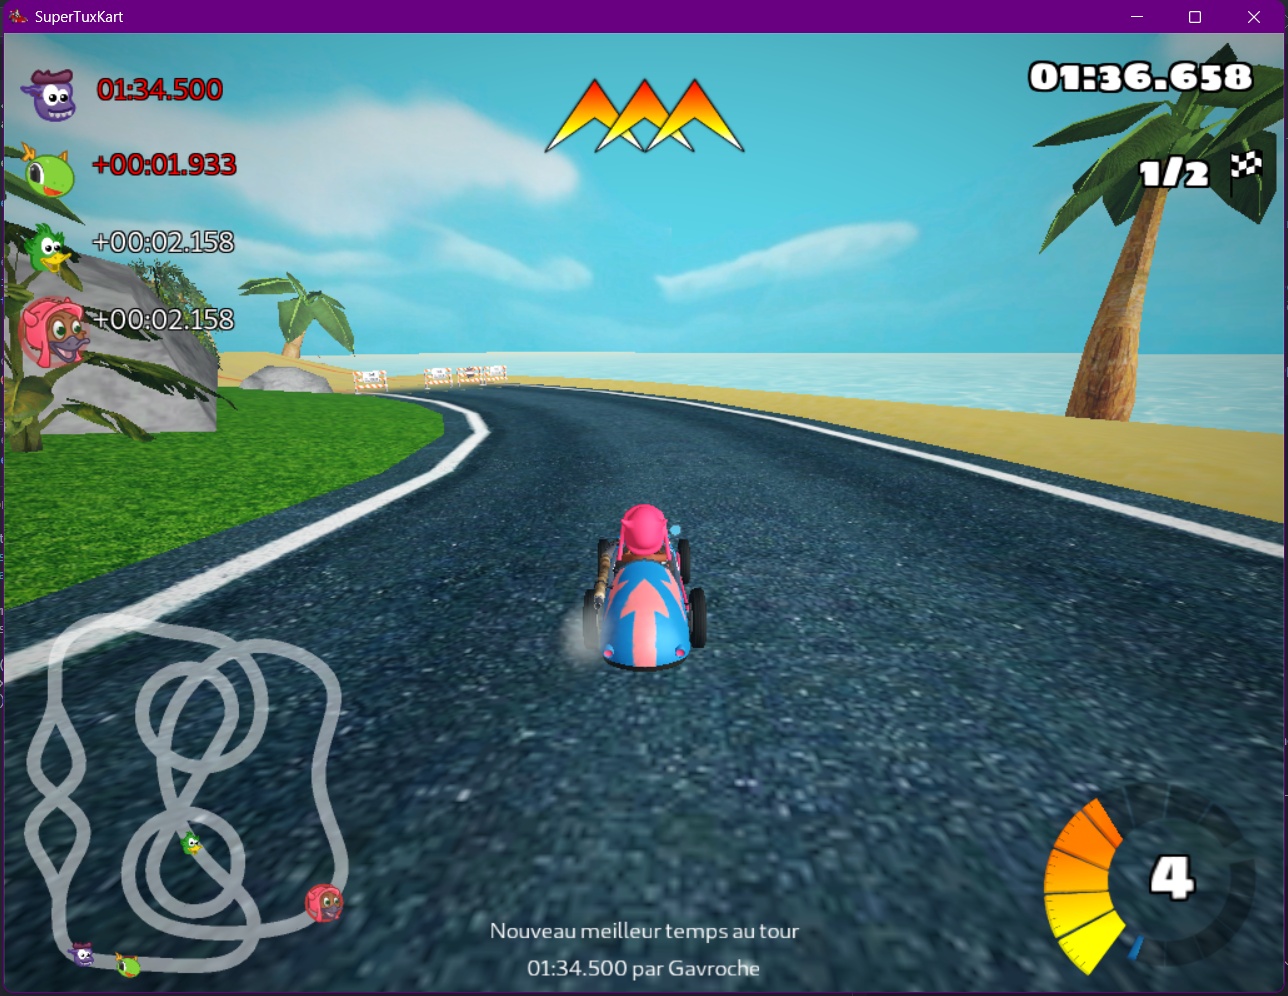 SuperTuxKart
01:34.500
+00:01.933
+00:02.158
+00:02.158
01:36.658
1/2
4
Nouveau meilleur temps au tour
01:34.500 par Gavroche